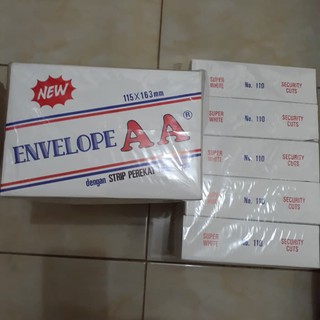 NEW
115 X 163 mm
ENVELOPE AA®
dengan STRIP PEREKAT
SUPER WHITE No. 110 SECURITY CUTS
SUPER WHITE No. 110 SECURITY CUTS
SUPER WHITE No. 110 SECURITY CUTS
SUPER WHITE No. 110 SECURITY CUTS
SUPER WHITE No. 110 SECURITY CUTS